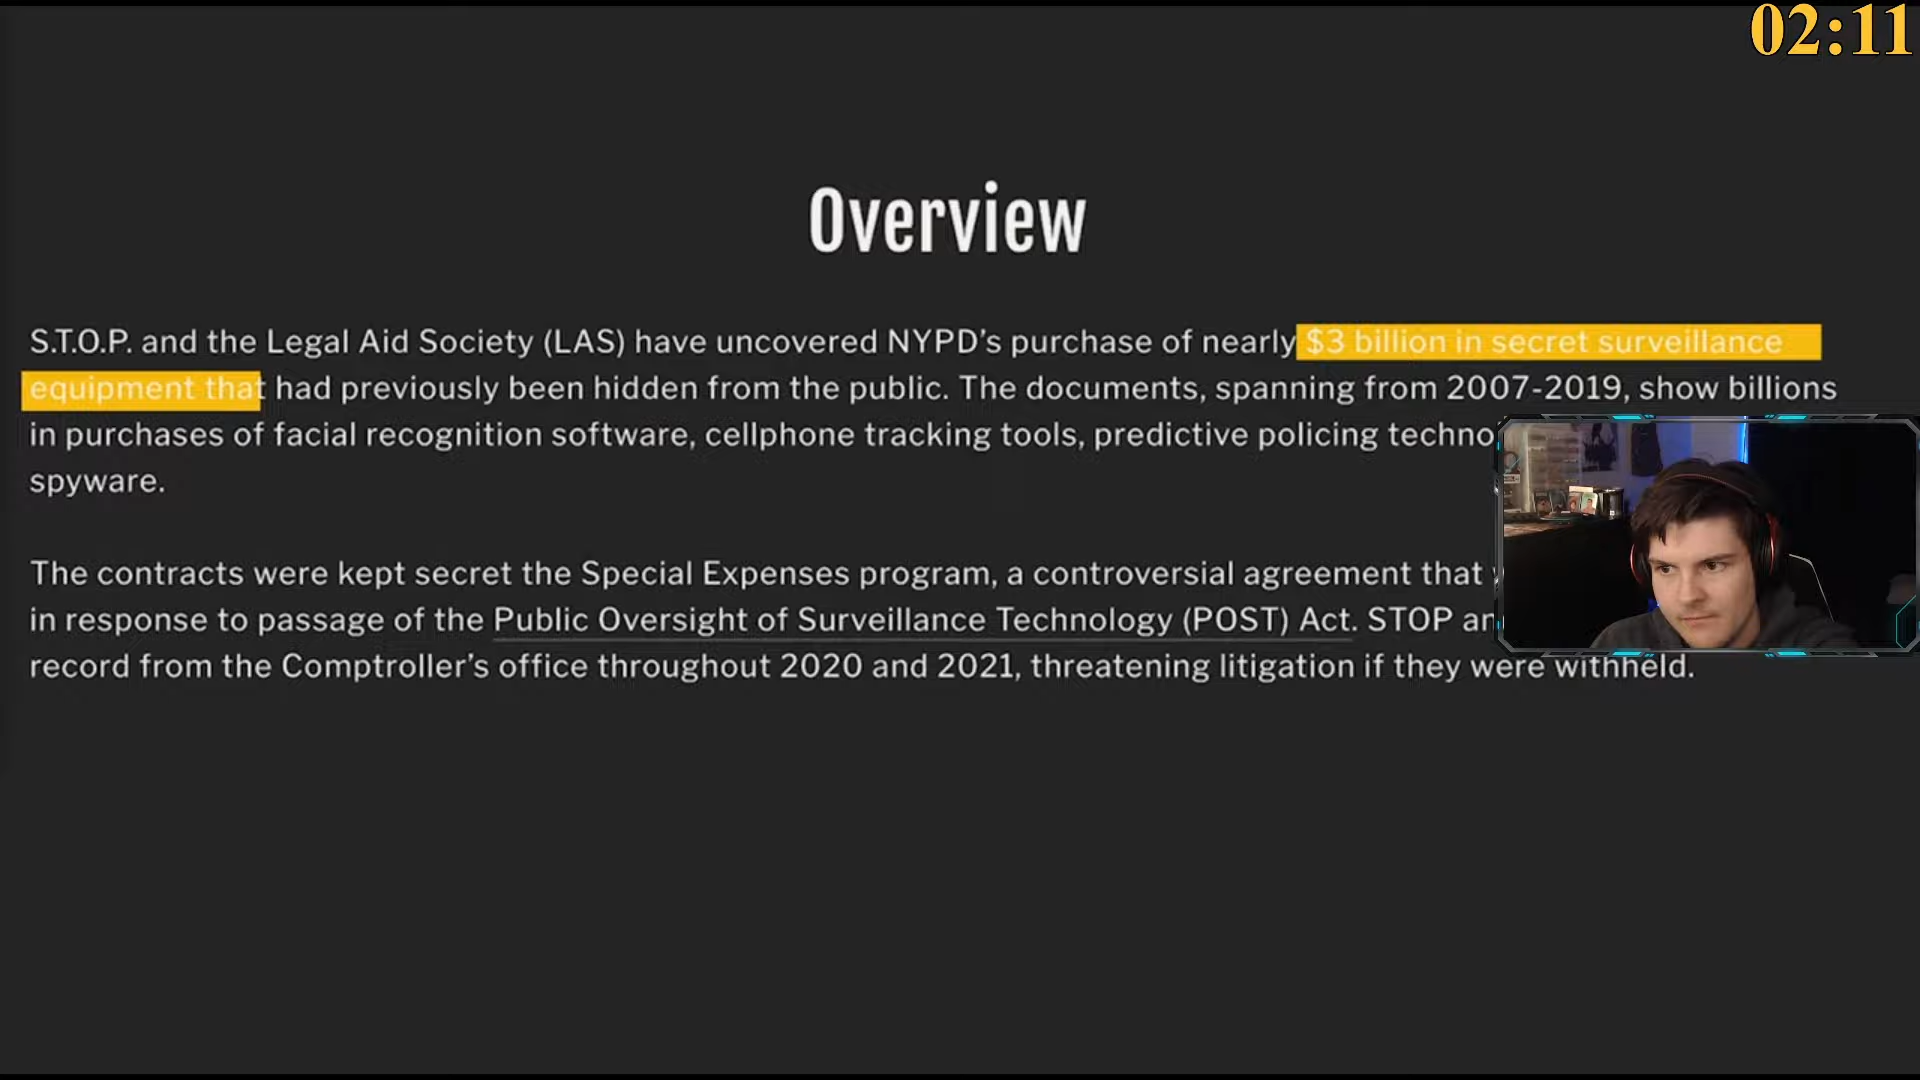 02:11
Overview
S.T.O.P. and the Legal Aid Society (LAS) have uncovered NYPD's purchase of nearly $3 billion in secret surveillance
equipment that had previously been hidden from the public. The documents, spanning from 2007-2019, show billions
in purchases of facial recognition software, cellphone tracking tools, predictive policing techno
spyware.
The contracts were kept secret the Special Expenses program, a controversial agreement that
in response to passage of the Public Oversight of Surveillance Technology (POST) Act. STOP
record from the Comptroller's office throughout 2020 and 2021, threatening litigation if they were withheld.